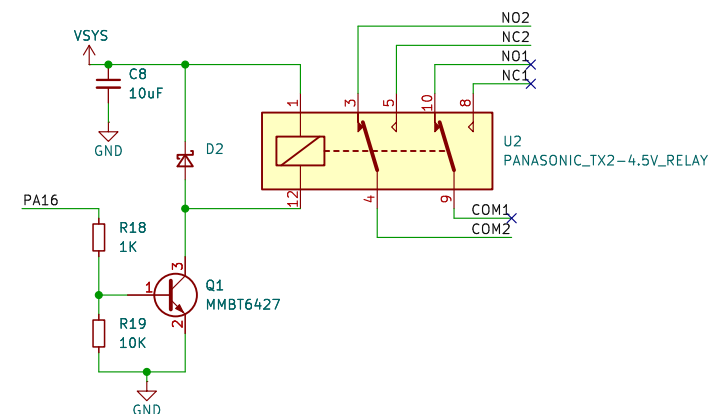 NO2
NC2
NO1
NC1
VSYS
C8
10uF
GND
1
3
5
10
8
D2
U2
PANASONIC_TX2-4.5V_RELAY
12
4
9
COM1
COM2
PA16
R18
1K
3
1
Q1
MMBT6427
2
R19
10K
GND